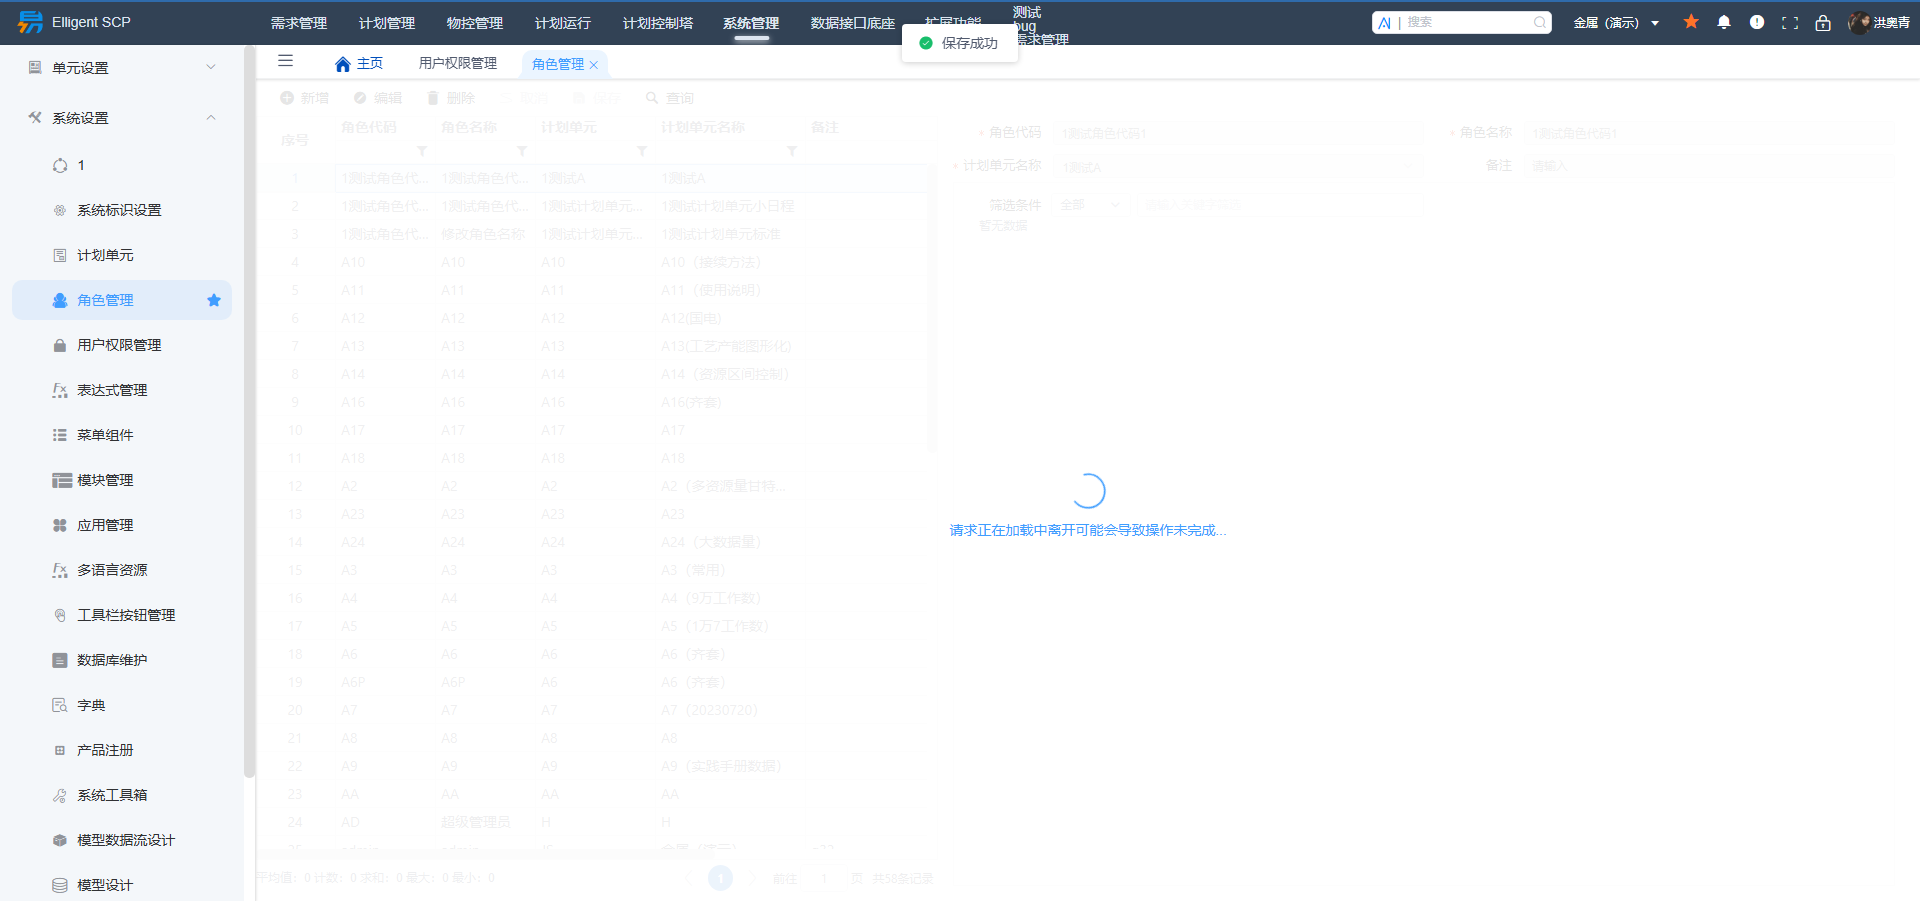 Elligent SCP
需求管理
计划管理
物控管理
计划运行
计划控制塔
系统管理
数据接口底座
扩展功能
测试
bug
需求管理
保存成功
AI | 搜索
金属（演示）
洪奥青
单元设置
系统设置
1
系统标识设置
计划单元
角色管理
用户权限管理
表达式管理
菜单组件
模块管理
应用管理
多语言资源
工具栏按钮管理
数据库维护
字典
产品注册
系统工具箱
模型数据流设计
模型设计
主页
用户权限管理
角色管理
新增 编辑 删除 取消 保存 查询
序号 角色代码 角色名称 计划单元 计划单元名称 备注
1 1测试角色代... 1测试角色代... 1测试A 1测试A
2 1测试角色代... 1测试角色代... 1测试计划单元... 1测试计划单元小日程
3 1测试角色代... 修改角色名称 1测试计划单元... 1测试计划单元标准
4 A10 A10 A10 A10（接续方法）
5 A11 A11 A11 A11（使用说明）
6 A12 A12 A12 A12(国电)
7 A13 A13 A13 A13(工艺产能图形化)
8 A14 A14 A14 A14（资源区间控制）
9 A16 A16 A16 A16(齐套)
10 A17 A17 A17 A17
11 A18 A18 A18 A18
12 A2 A2 A2 A2（多资源量甘特...
13 A23 A23 A23 A23
14 A24 A24 A24 A24（大数据量）
15 A3 A3 A3 A3（常用）
16 A4 A4 A4 A4（9万工作数）
17 A5 A5 A5 A5（1万7工作数）
18 A6 A6 A6 A6（齐套）
19 A6P A6P A6 A6（齐套）
20 A7 A7 A7 A7（20230720）
21 A8 A8 A8 A8
22 A9 A9 A9 A9（实践手册数据）
23 AA AA AA AA
24 AD 超级管理员 H H
平均值：0 计数：0 求和：0 最大：0 最小：0
1
前往 1 页 共58条记录
* 角色代码 1测试角色代码1
* 角色名称 1测试角色代码1
* 计划单元名称 1测试A
备注 请输入
筛选条件 全部
暂无数据
请求正在加载中离开可能会导致操作未完成...